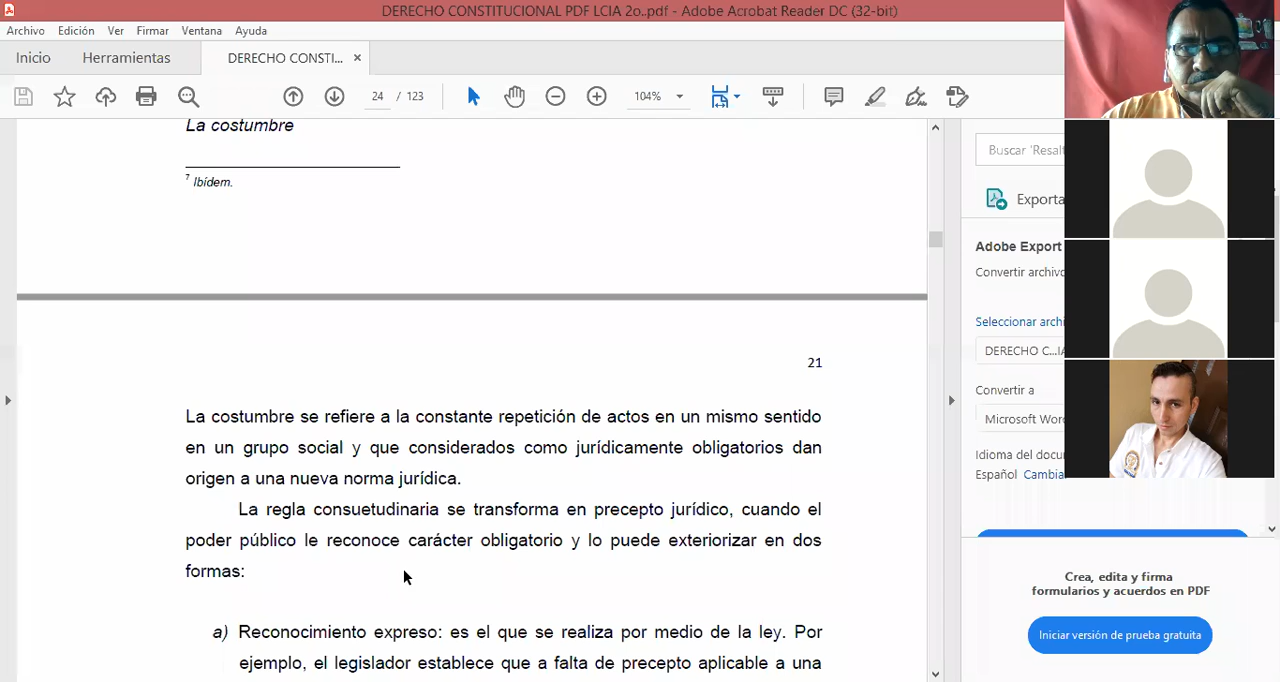 DERECHO CONSTITUCIONAL PDF LCIA 2o..pdf - Adobe Acrobat Reader DC (32-bit)
Archivo Edición Ver Firmar Ventana Ayuda
Inicio Herramientas DERECHO CONSTI... ×
24 / 123 104%
La costumbre
7 Ibídem.
21
La costumbre se refiere a la constante repetición de actos en un mismo sentido
en un grupo social y que considerados como jurídicamente obligatorios dan
origen a una nueva norma jurídica.
La regla consuetudinaria se transforma en precepto jurídico, cuando el
poder público le reconoce carácter obligatorio y lo puede exteriorizar en dos
formas:
a) Reconocimiento expreso: es el que se realiza por medio de la ley. Por
ejemplo, el legislador establece que a falta de precepto aplicable a una
Buscar 'Resalt
Exporta
Adobe Export
Convertir archivo
Seleccionar archi
DERECHO C...IA
Convertir a
Microsoft Word
Idioma del docum
Español Cambia
Crea, edita y firma
formularios y acuerdos en PDF
Iniciar versión de prueba gratuita